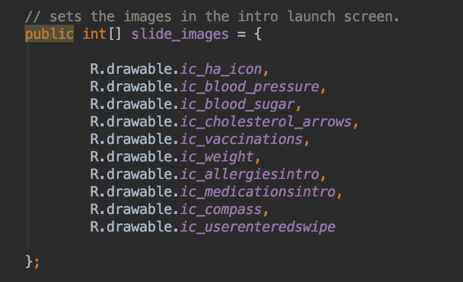 // sets the images in the intro launch screen.
public int[] slide_images = {
R.drawable.ic_ha_icon,
R.drawable.ic_blood_pressure,
R.drawable.ic_blood_sugar,
R.drawable.ic_cholesterol_arrows,
R.drawable.ic_vaccinations,
R.drawable.ic_weight,
R.drawable.ic_allergiesintro,
R.drawable.ic_medicationsintro,
R.drawable.ic_compass,
R.drawable.ic_userenteredswipe
};